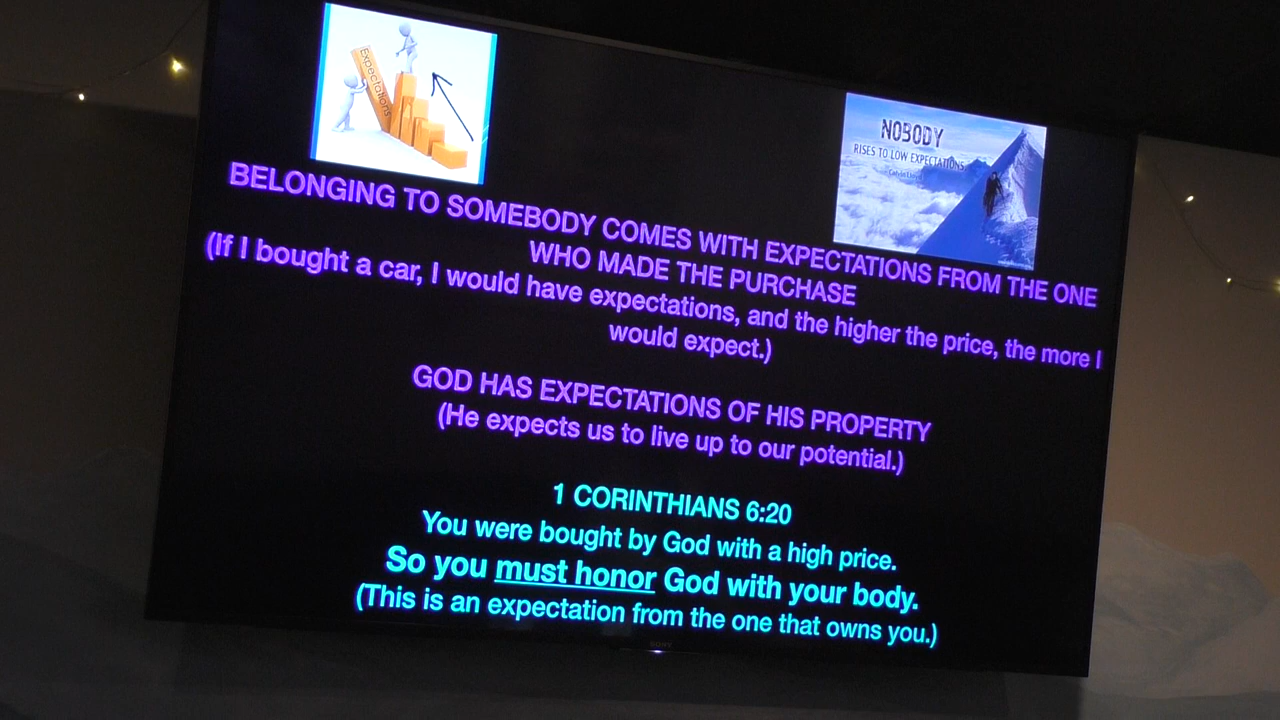 Expectations
NOBODY
RISES TO LOW EXPECTATIONS
BELONGING TO SOMEBODY COMES WITH EXPECTATIONS FROM THE ONE
WHO MADE THE PURCHASE
(If I bought a car, I would have expectations, and the higher the price, the more I
would expect.)
GOD HAS EXPECTATIONS OF HIS PROPERTY
(He expects us to live up to our potential.)
1 CORINTHIANS 6:20
You were bought by God with a high price.
So you must honor God with your body.
(This is an expectation from the one that owns you.)
SONY